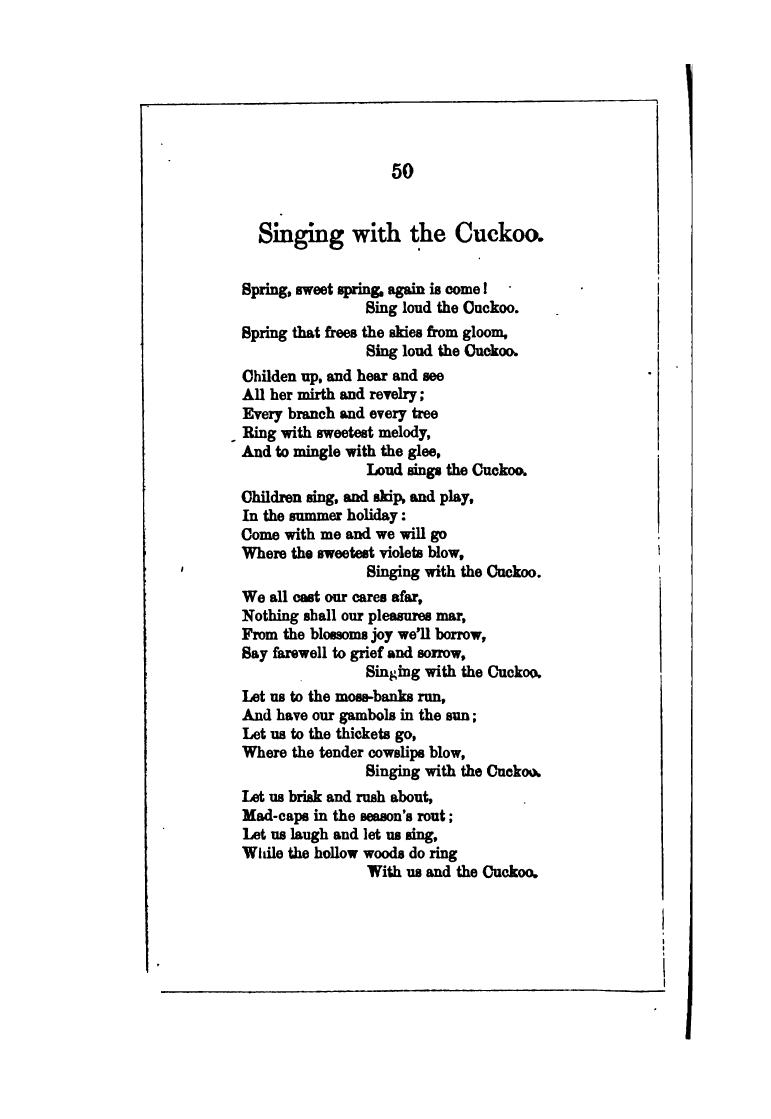 50
Singing with the Cuckoo.
Spring, sweet spring, again is come!
Sing loud the Cuckoo.
Spring that frees the skies from gloom,
Sing loud the Cuckoo.
Childen up, and hear and see
All her mirth and revelry;
Every branch and every tree
Ring with sweetest melody,
And to mingle with the glee,
Loud sings the Cuckoo.
Children sing, and skip, and play,
In the summer holiday:
Come with me and we will go
Where the sweetest violets blow,
Singing with the Cuckoo.
We all cast our cares afar,
Nothing shall our pleasures mar,
From the blossoms joy we'll borrow,
Say farewell to grief and sorrow,
Singing with the Cuckoo.
Let us to the moss-banks run,
And have our gambols in the sun;
Let us to the thickets go,
Where the tender cowslips blow,
Singing with the Cuckoo.
Let us brisk and rush about,
Mad-caps in the season's rout;
Let us laugh and let us sing,
While the hollow woods do ring
With us and the Cuckoo.